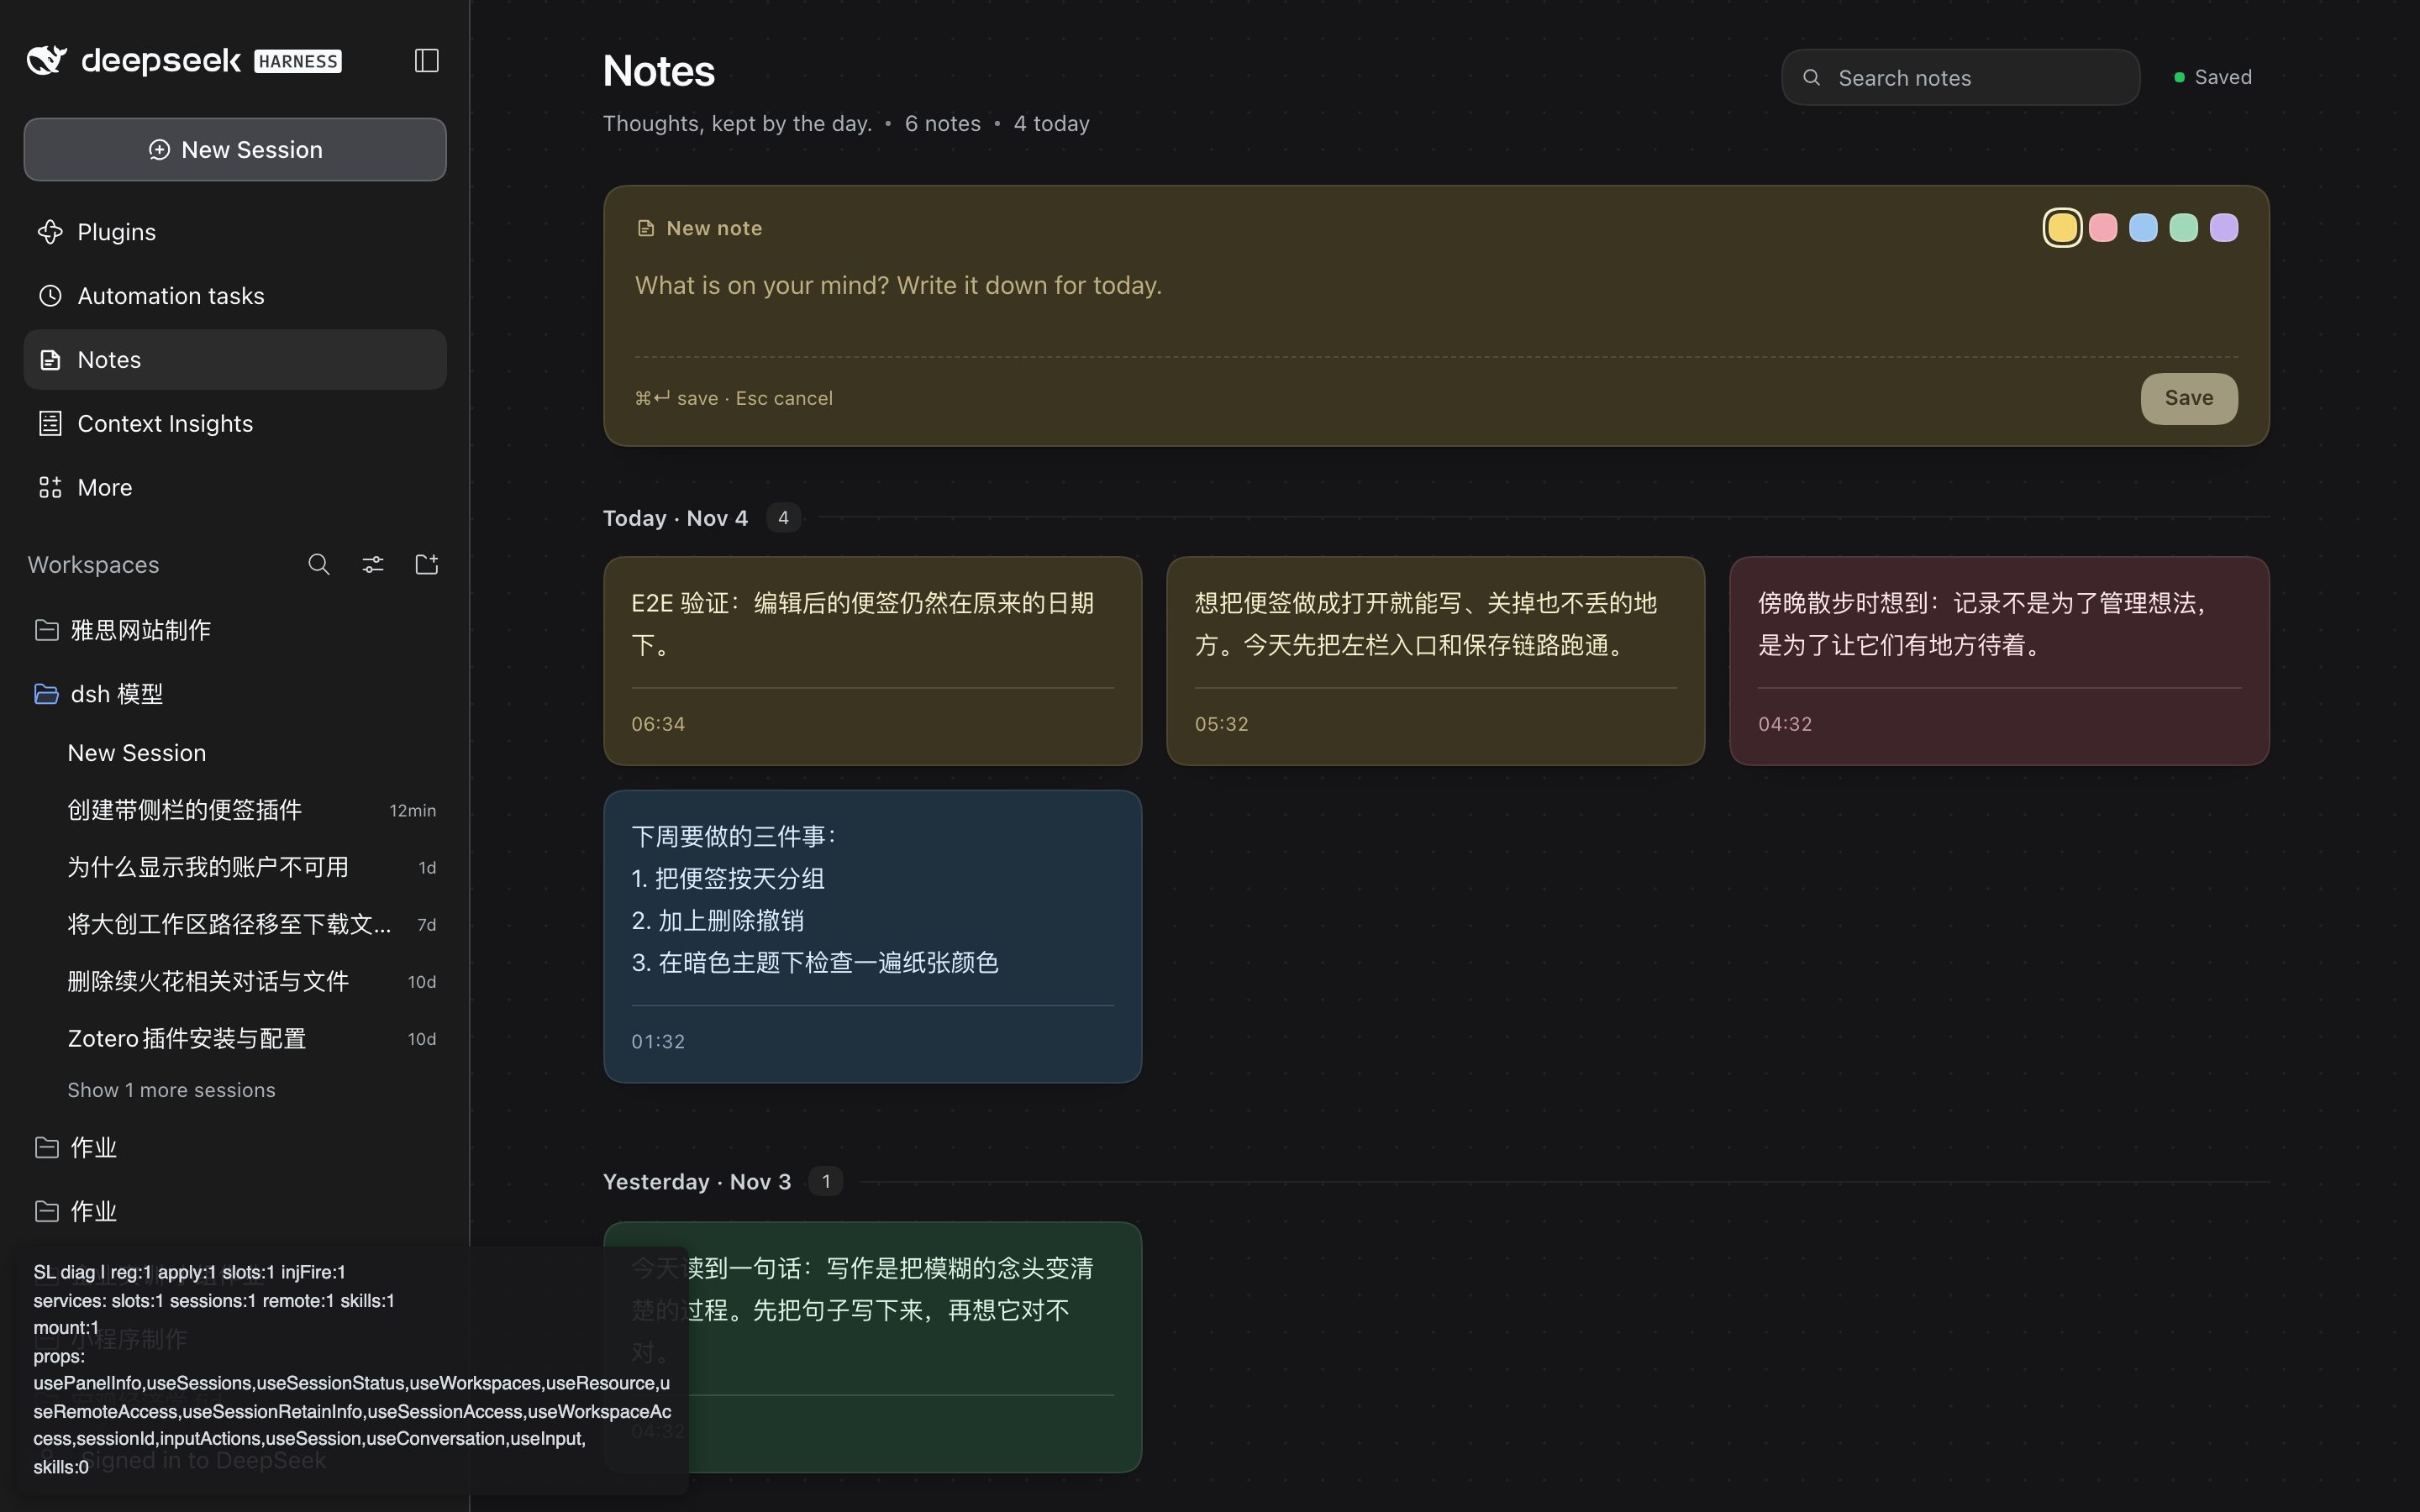 deepseek HARNESS
New Session
Plugins
Automation tasks
Notes
Context Insights
More
Workspaces
雅思网站制作
dsh 模型
New Session
创建带侧栏的便签插件 12min
为什么显示我的账户不可用 1d
将大创工作区路径移至下载文... 7d
删除续火花相关对话与文件 10d
Zotero 插件安装与配置 10d
Show 1 more sessions
作业
作业
SL diag | reg:1 apply:1 slots:1 injFire:1
services: slots:1 sessions:1 remote:1 skills:1
mount:1
小程序制作
props:
usePanelInfo,useSessions,useSessionStatus,useWorkspaces,useResource,u
seRemoteAccess,useSessionRetainInfo,useSessionAccess,useWorkspaceAc
cess,sessionId,inputActions,useSession,useConversation,useInput,
Signed in to DeepSeek
skills:0
Notes
Thoughts, kept by the day. • 6 notes • 4 today
Search notes
Saved
New note
What is on your mind? Write it down for today.
⌘↵ save · Esc cancel
Save
Today · Nov 4 4
E2E 验证：编辑后的便签仍然在原来的日期
下。
06:34
想把便签做成打开就能写、关掉也不丢的地
方。今天先把左栏入口和保存链路跑通。
05:32
傍晚散步时想到：记录不是为了管理想法，
是为了让它们有地方待着。
04:32
下周要做的三件事：
1. 把便签按天分组
2. 加上删除撤销
3. 在暗色主题下检查一遍纸张颜色
01:32
Yesterday · Nov 3 1
今天读到一句话：写作是把模糊的念头变清
楚的过程。先把句子写下来，再想它对不
对。
04:32